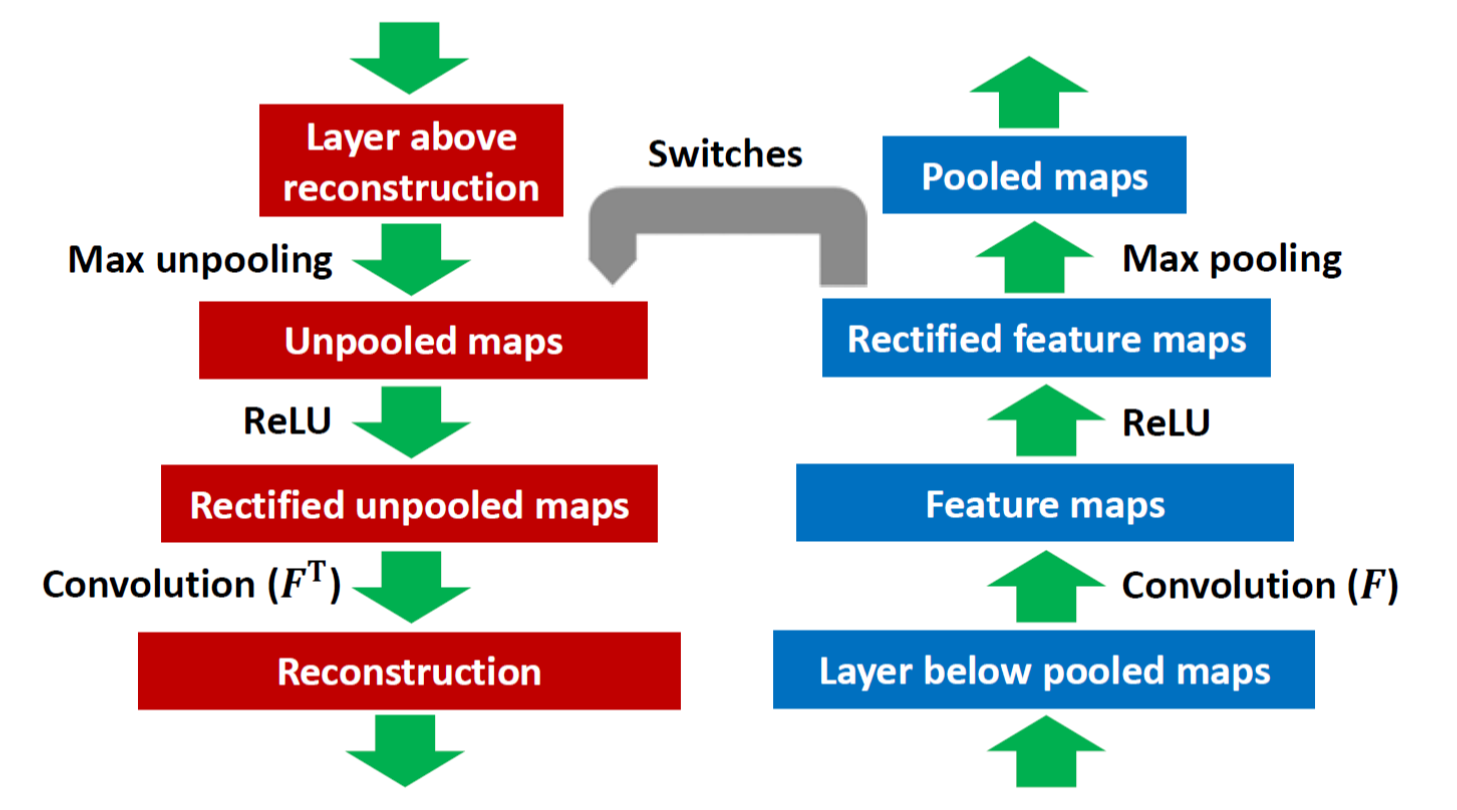 Layer above
reconstruction
Max unpooling
Unpooled maps
ReLU
Rectified unpooled maps
Convolution (Fᵀ)
Reconstruction
Switches
Pooled maps
Max pooling
Rectified feature maps
ReLU
Feature maps
Convolution (F)
Layer below pooled maps